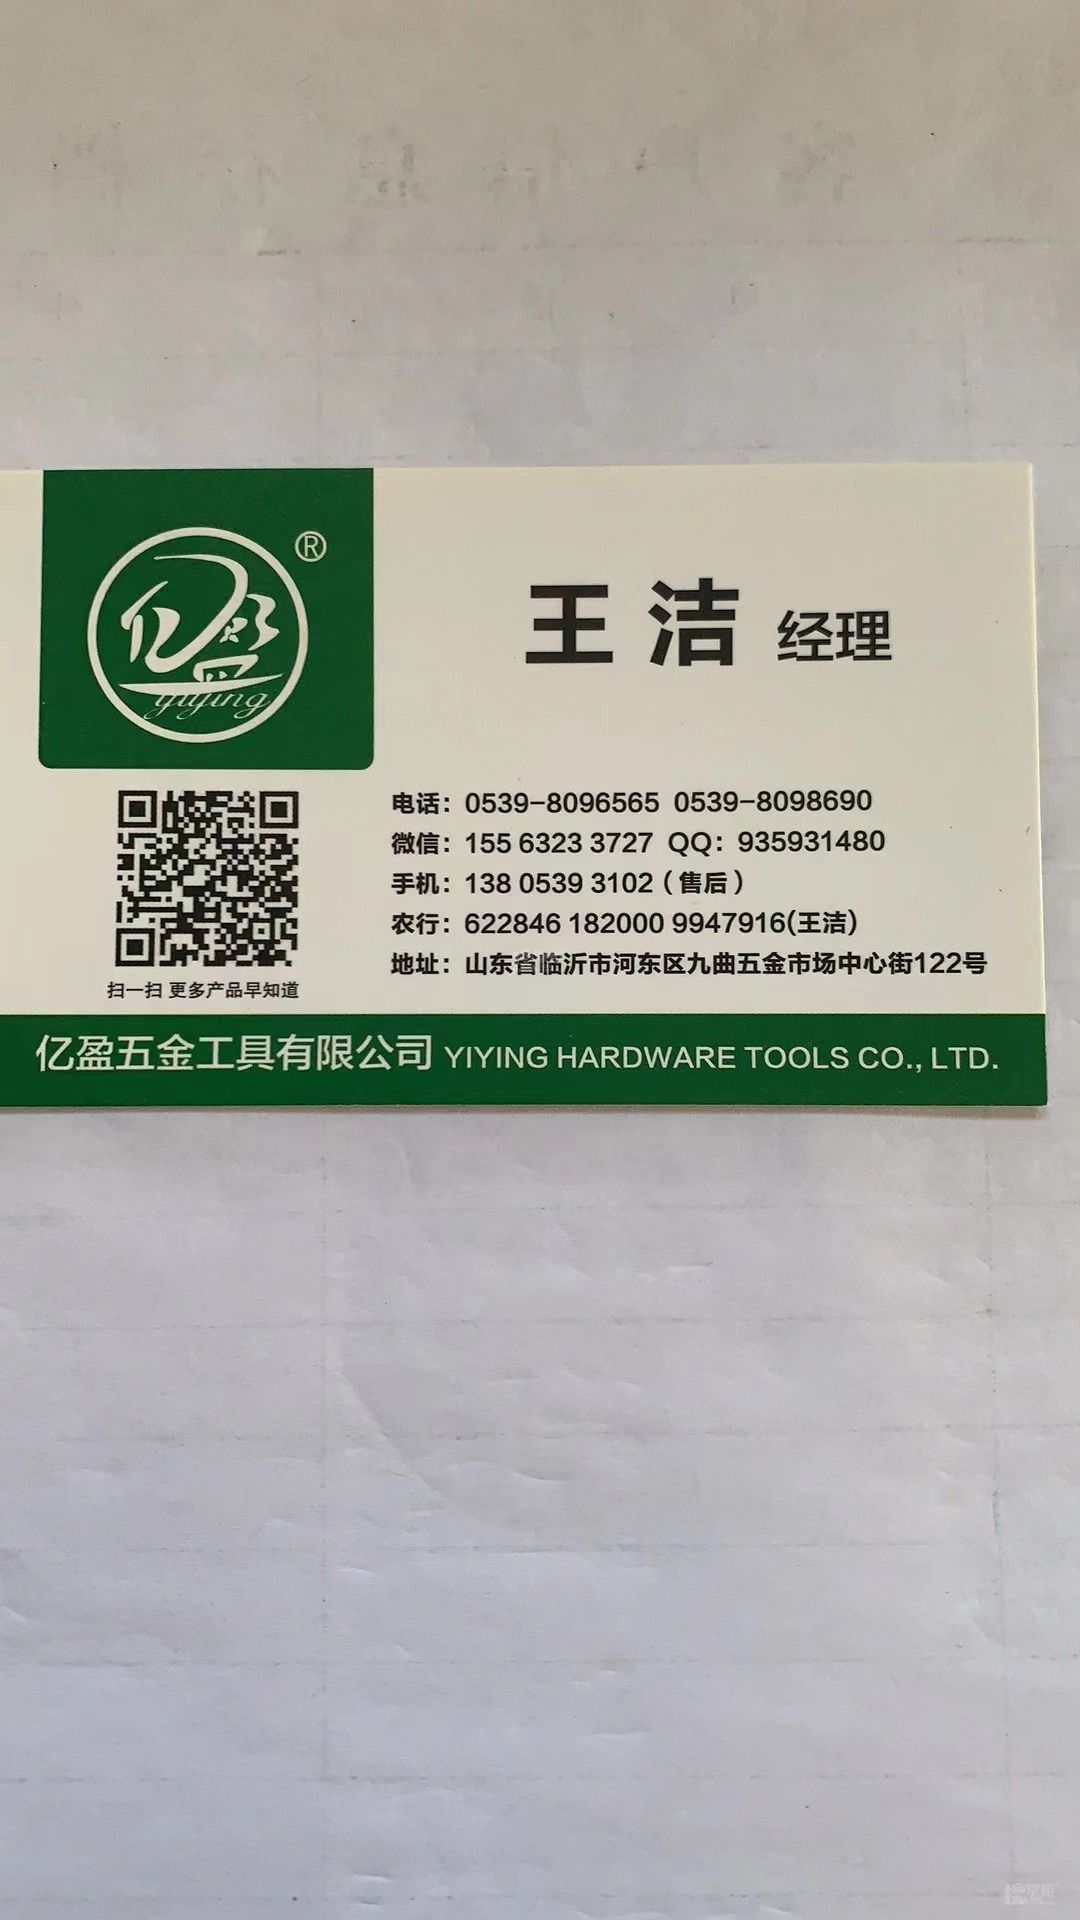 亿盈
yiying
®
王洁 经理
电话：0539-8096565 0539-8098690
微信：155 6323 3727 QQ：935931480
手机：138 0539 3102（售后）
农行：622846 182000 9947916(王洁)
地址：山东省临沂市河东区九曲五金市场中心街122号
扫一扫 更多产品早知道
亿盈五金工具有限公司 YIYING HARDWARE TOOLS CO., LTD.